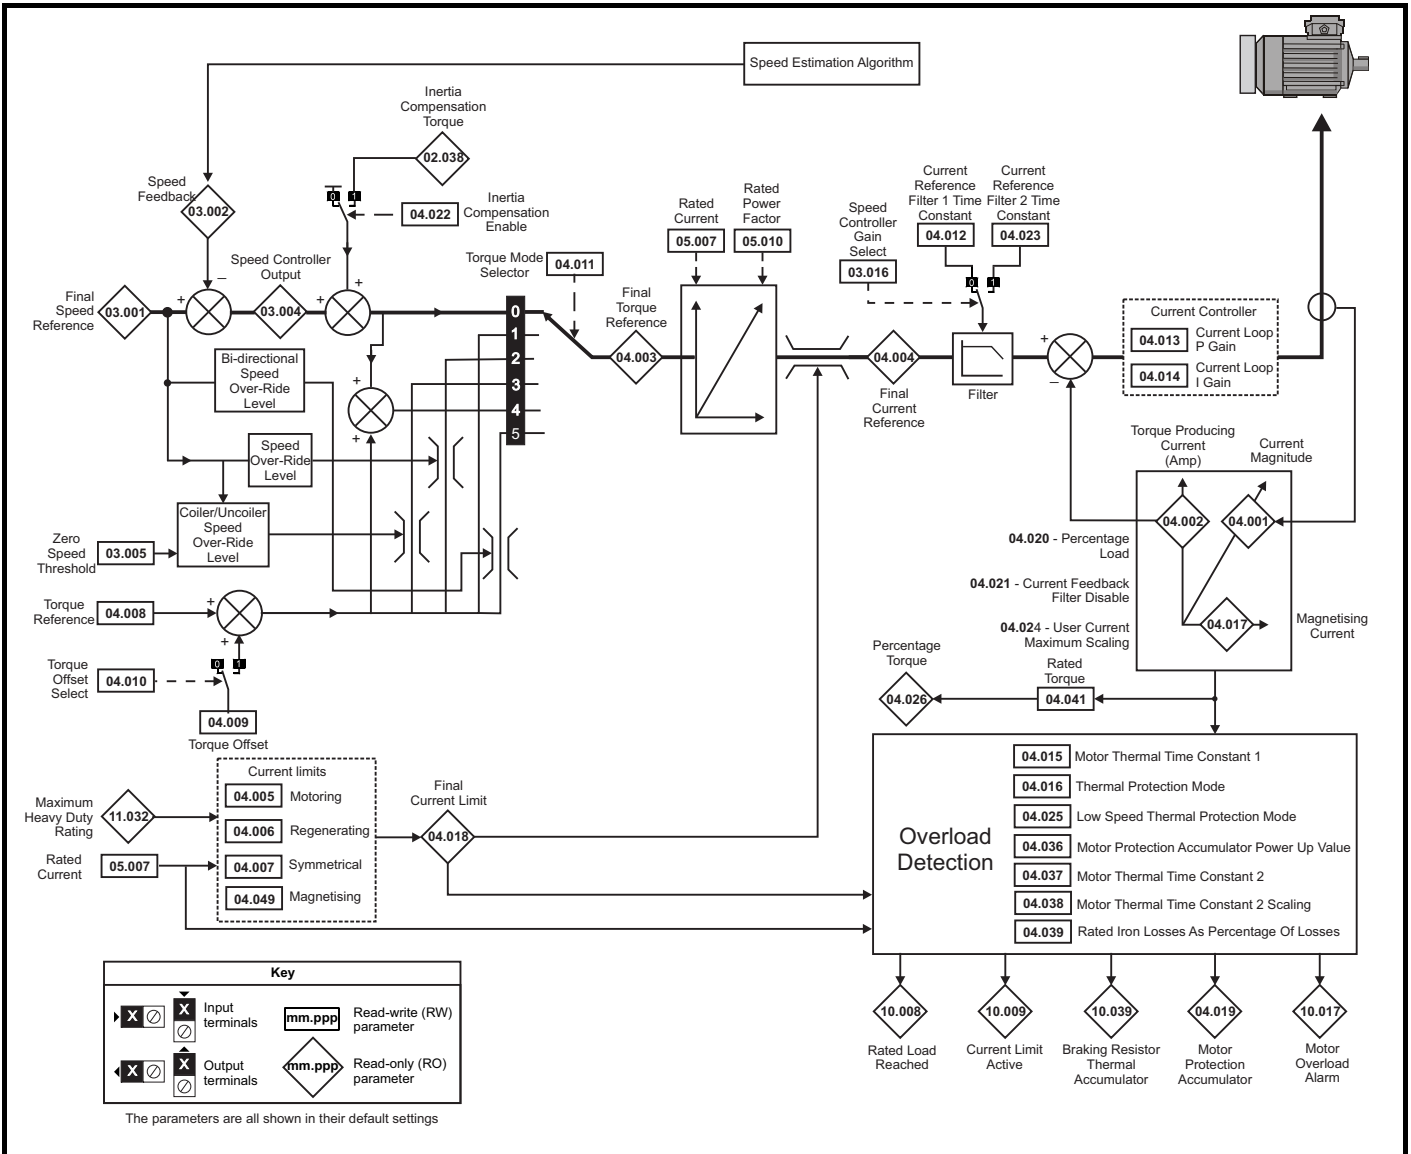 Speed Estimation Algorithm
Inertia
Compensation
Torque
02.038
Speed
Feedback
03.002
0 1
04.022
Inertia
Compensation
Enable
Speed Controller
Output
03.004
Final
Speed
Reference
03.001
+
–
+
+
Torque Mode
Selector
04.011
0
1
2
3
4
5
Final
Torque
Reference
04.003
Rated
Current
05.007
Rated
Power
Factor
05.010
Speed
Controller
Gain
Select
03.016
Current
Reference
Filter 1 Time
Constant
04.012
Current
Reference
Filter 2 Time
Constant
04.023
0 1
04.004
Final
Current
Reference
Filter
+
–
Current Controller
04.013
Current Loop
P Gain
04.014
Current Loop
I Gain
Bi-directional
Speed
Over-Ride
Level
+
+
Speed
Over-Ride
Level
Coiler/Uncoiler
Speed
Over-Ride
Level
Zero
Speed
Threshold
03.005
Torque
Reference
04.008
+
+
0 1
Torque
Offset
Select
04.010
04.009
Torque Offset
Torque Producing
Current
(Amp)
Current
Magnitude
04.002
04.001
04.017
Magnetising
Current
04.020 - Percentage
Load
04.021 - Current Feedback
Filter Disable
04.024 - User Current
Maximum Scaling
Percentage
Torque
04.026
Rated
Torque
04.041
Maximum
Heavy Duty
Rating
11.032
Rated
Current
05.007
Current limits
04.005 Motoring
04.006 Regenerating
04.007 Symmetrical
04.049 Magnetising
Final
Current Limit
04.018
Overload
Detection
04.015 Motor Thermal Time Constant 1
04.016 Thermal Protection Mode
04.025 Low Speed Thermal Protection Mode
04.036 Motor Protection Accumulator Power Up Value
04.037 Motor Thermal Time Constant 2
04.038 Motor Thermal Time Constant 2 Scaling
04.039 Rated Iron Losses As Percentage Of Losses
10.008
Rated Load
Reached
10.009
Current Limit
Active
10.039
Braking Resistor
Thermal
Accumulator
04.019
Motor
Protection
Accumulator
10.017
Motor
Overload
Alarm
Key
X
X
Input
terminals
mm.ppp
Read-write (RW)
parameter
X
X
Output
terminals
mm.ppp
Read-only (RO)
parameter
The parameters are all shown in their default settings